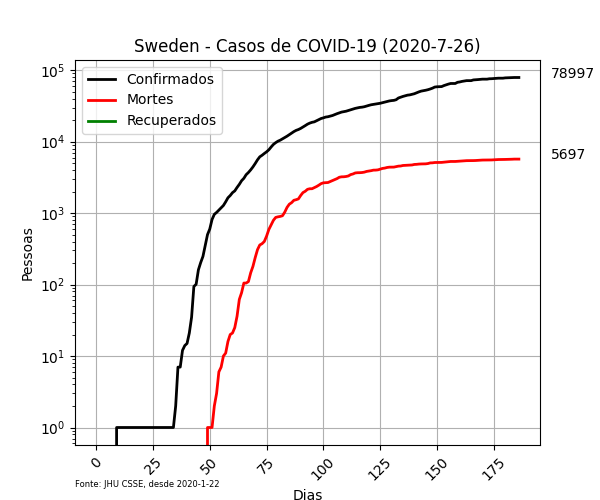 Sweden - Casos de COVID-19 (2020-7-26)
10^5
10^4
10^3
10^2
10^1
10^0
Pessoas
Confirmados
Mortes
Recuperados
78997
5697
0
25
50
75
100
125
150
175
Fonte: JHU CSSE, desde 2020-1-22
Dias